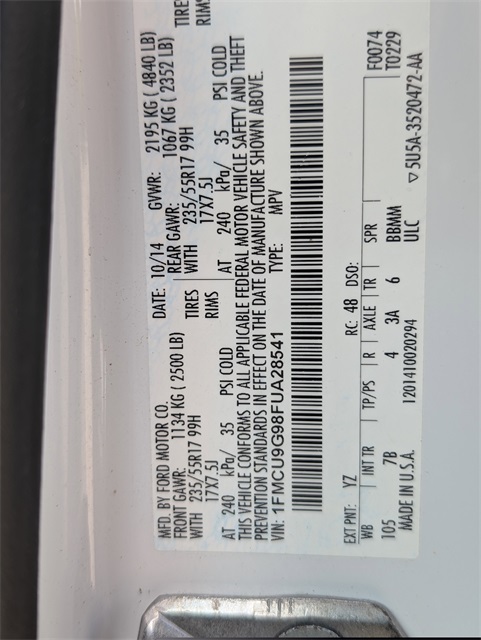 MFD. BY FORD MOTOR CO.
DATE: 10/14 GVWR: 2195 KG ( 4840 LB)
FRONT GAWR: 1134 KG ( 2500 LB)
REAR GAWR: 1067 KG ( 2352 LB)
WITH 235/55R17 99H TIRES
WITH 235/55R17 99H TIRES
17X7.5J RIMS
17X7.5J RIMS
AT 240 kPa/ 35 PSI COLD
AT 240 kPa/ 35 PSI COLD
THIS VEHICLE CONFORMS TO ALL APPLICABLE FEDERAL MOTOR VEHICLE SAFETY AND THEFT
PREVENTION STANDARDS IN EFFECT ON THE DATE OF MANUFACTURE SHOWN ABOVE.
VIN: 1FMCU9G98FUA28541 TYPE: MPV
EXT PNT: YZ RC: 48 DSO: F0074
WB INT TR TP/PS R AXLE TR SPR T0229
105 7B 4 3A 6 BBMM
MADE IN U.S.A. 1201410020294 ULC
▽ 5U5A-3520472-AA